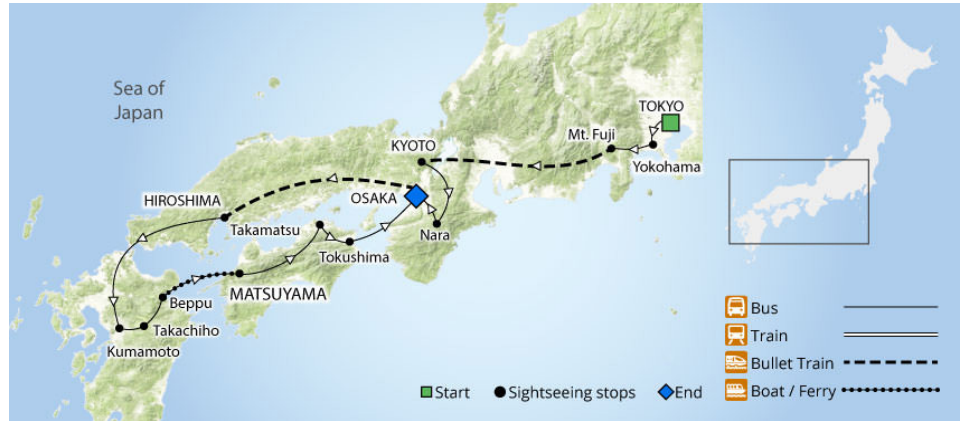 Sea of
Japan
TOKYO
Mt. Fuji
Yokohama
KYOTO
OSAKA
HIROSHIMA
Takamatsu
Nara
Tokushima
MATSUYAMA
Beppu
Takachiho
Kumamoto
Bus
Train
Bullet Train
Boat / Ferry
Start
Sightseeing stops
End